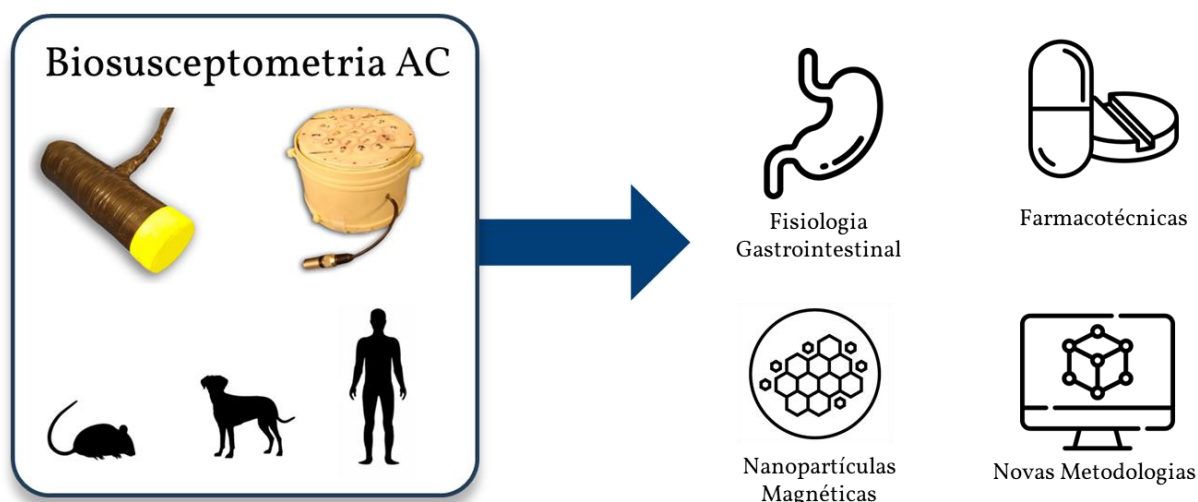 Biosusceptometria AC
Fisiologia
Gastrointestinal
Farmacotécnicas
Nanopartículas
Magnéticas
Novas Metodologias